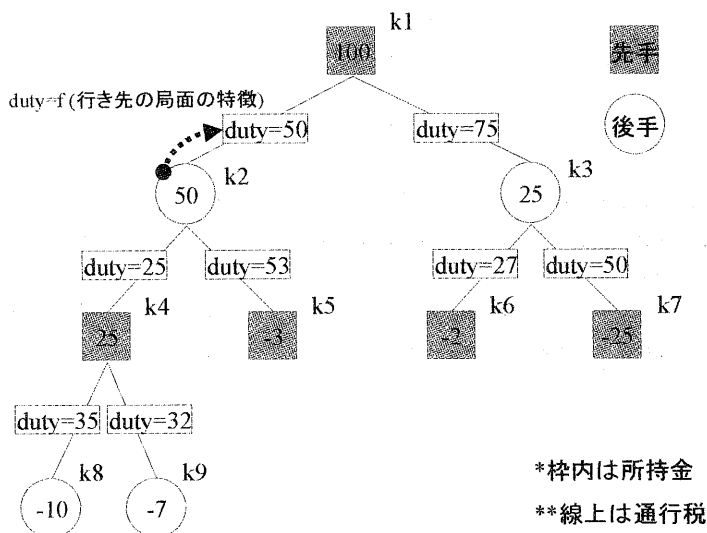 k1
100
先手
duty=f (行き先の局面の特徴)
duty=50
duty=75
後手
k2
k3
50
25
duty=25
duty=53
duty=27
duty=50
k4
k5
k6
k7
25
-3
-2
-25
duty=35
duty=32
k8
k9
-10
-7
*枠内は所持金
**線上は通行税